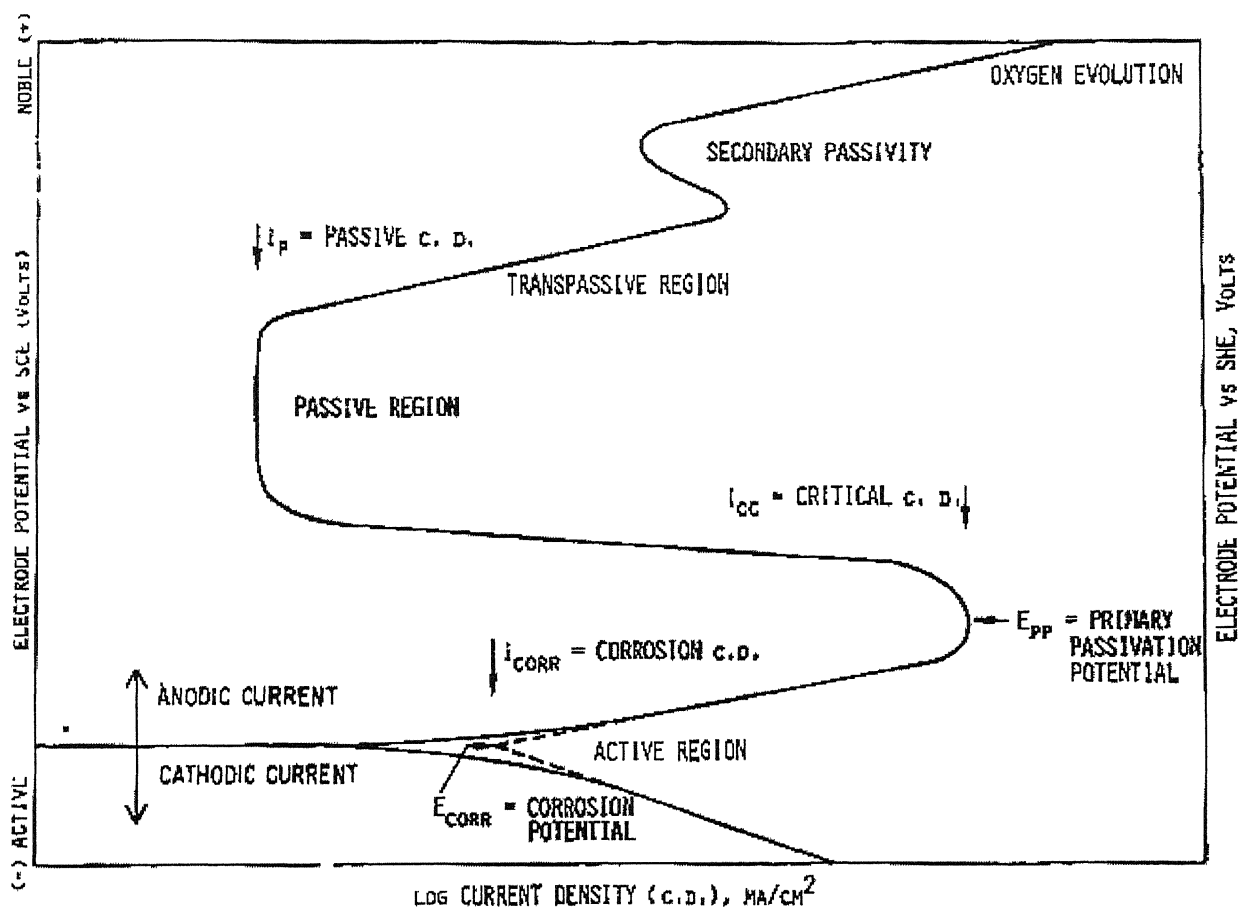 OXYGEN EVOLUTION
SECONDARY PASSIVITY
I_P = PASSIVE C. D.
TRANSPASSIVE REGION
PASSIVE REGION
I_CC = CRITICAL C. D.
E_PP = PRIMARY
PASSIVATION
POTENTIAL
I_CORR = CORROSION C.D.
ANODIC CURRENT
ACTIVE REGION
CATHODIC CURRENT
E_CORR = CORROSION
POTENTIAL
(-) ACTIVE
ELECTRODE POTENTIAL VS SCE (VOLTS)
NOBLE (+)
ELECTRODE POTENTIAL VS SHE, VOLTS
LOG CURRENT DENSITY (C.D.), MA/CM²